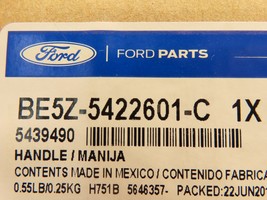 Ford
FORD PARTS
BE5Z-5422601-C 1X
5439490
HANDLE / MANIJA
CONTENTS MADE IN MEXICO / CONTENIDO FABRICA
0.55LB/0.25KG H751B 5646357- PACKED:22JUN201